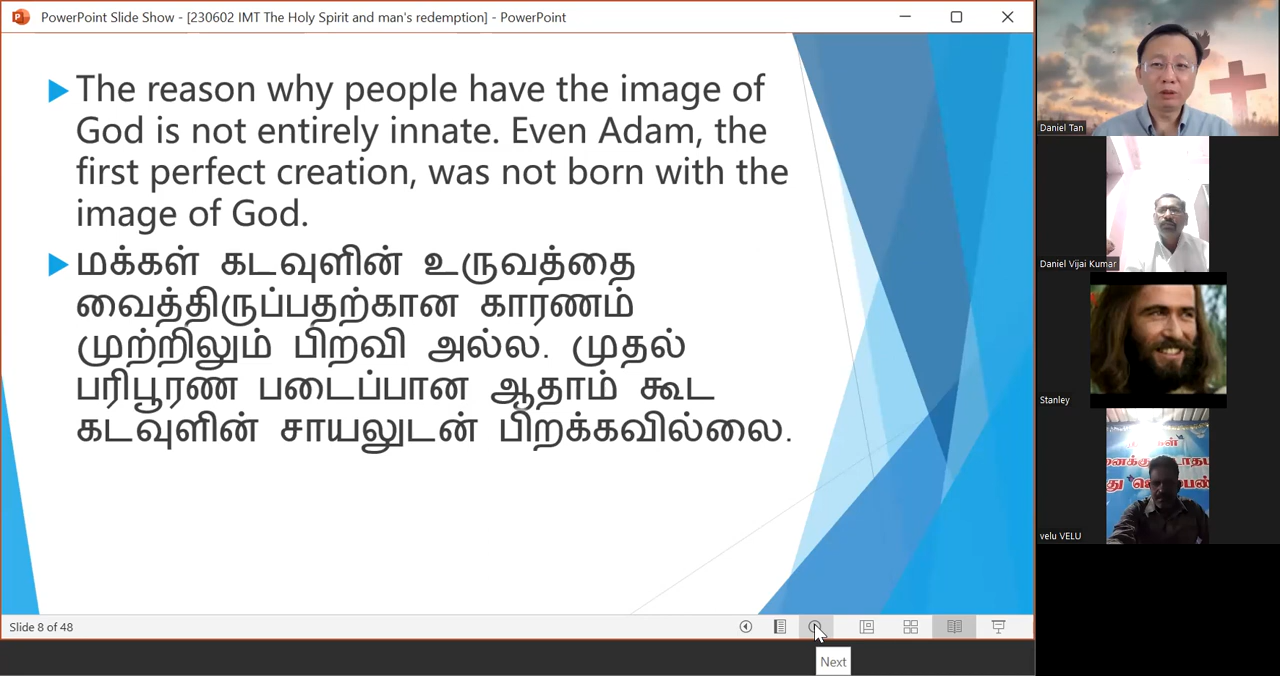 PowerPoint Slide Show - [230602 IMT The Holy Spirit and man's redemption] - PowerPoint
The reason why people have the image of
God is not entirely innate. Even Adam, the
first perfect creation, was not born with the
image of God.
மக்கள் கடவுளின் உருவத்தை
வைத்திருப்பதற்கான காரணம்
முற்றிலும் பிறவி அல்ல. முதல்
பரிபூரண படைப்பான ஆதாம் கூட
கடவுளின் சாயலுடன் பிறக்கவில்லை.
Slide 8 of 48
Next
Daniel Tan
Daniel Vijai Kumar
Stanley
velu VELU